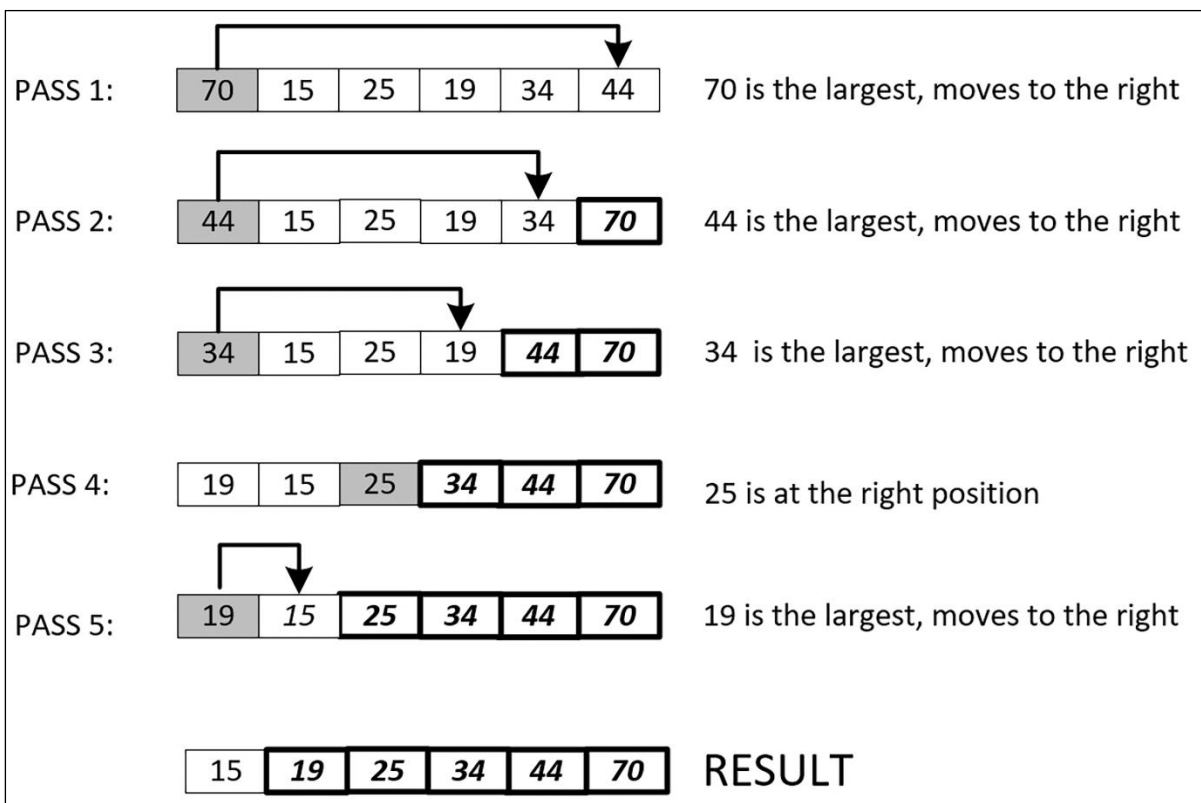 PASS 1: 70 15 25 19 34 44 70 is the largest, moves to the right
PASS 2: 44 15 25 19 34 70 44 is the largest, moves to the right
PASS 3: 34 15 25 19 44 70 34 is the largest, moves to the right
PASS 4: 19 15 25 34 44 70 25 is at the right position
PASS 5: 19 15 25 34 44 70 19 is the largest, moves to the right
15 19 25 34 44 70 RESULT